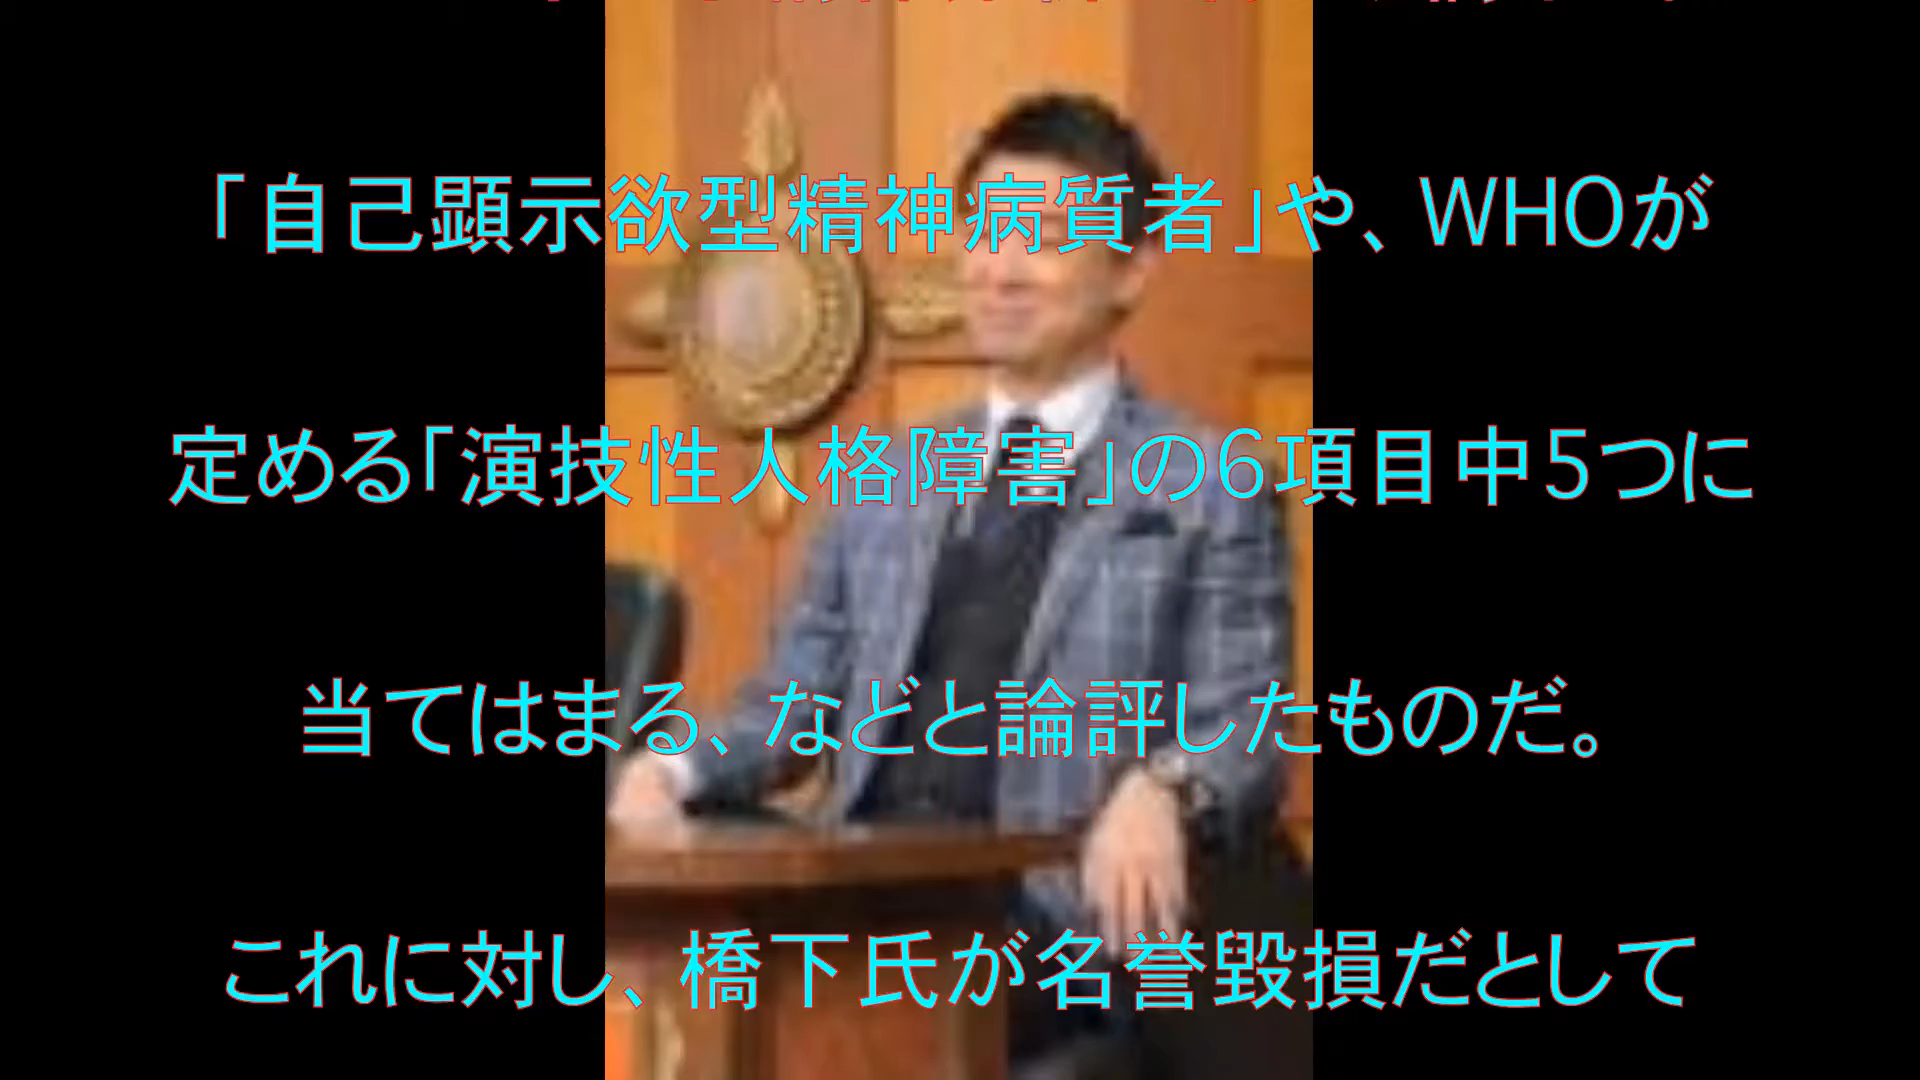 「自己顕示欲型精神病質者」や、WHOが
定める「演技性人格障害」の6項目中5つに
当てはまる、などと論評したものだ。
これに対し、橋下氏が名誉毀損だとして